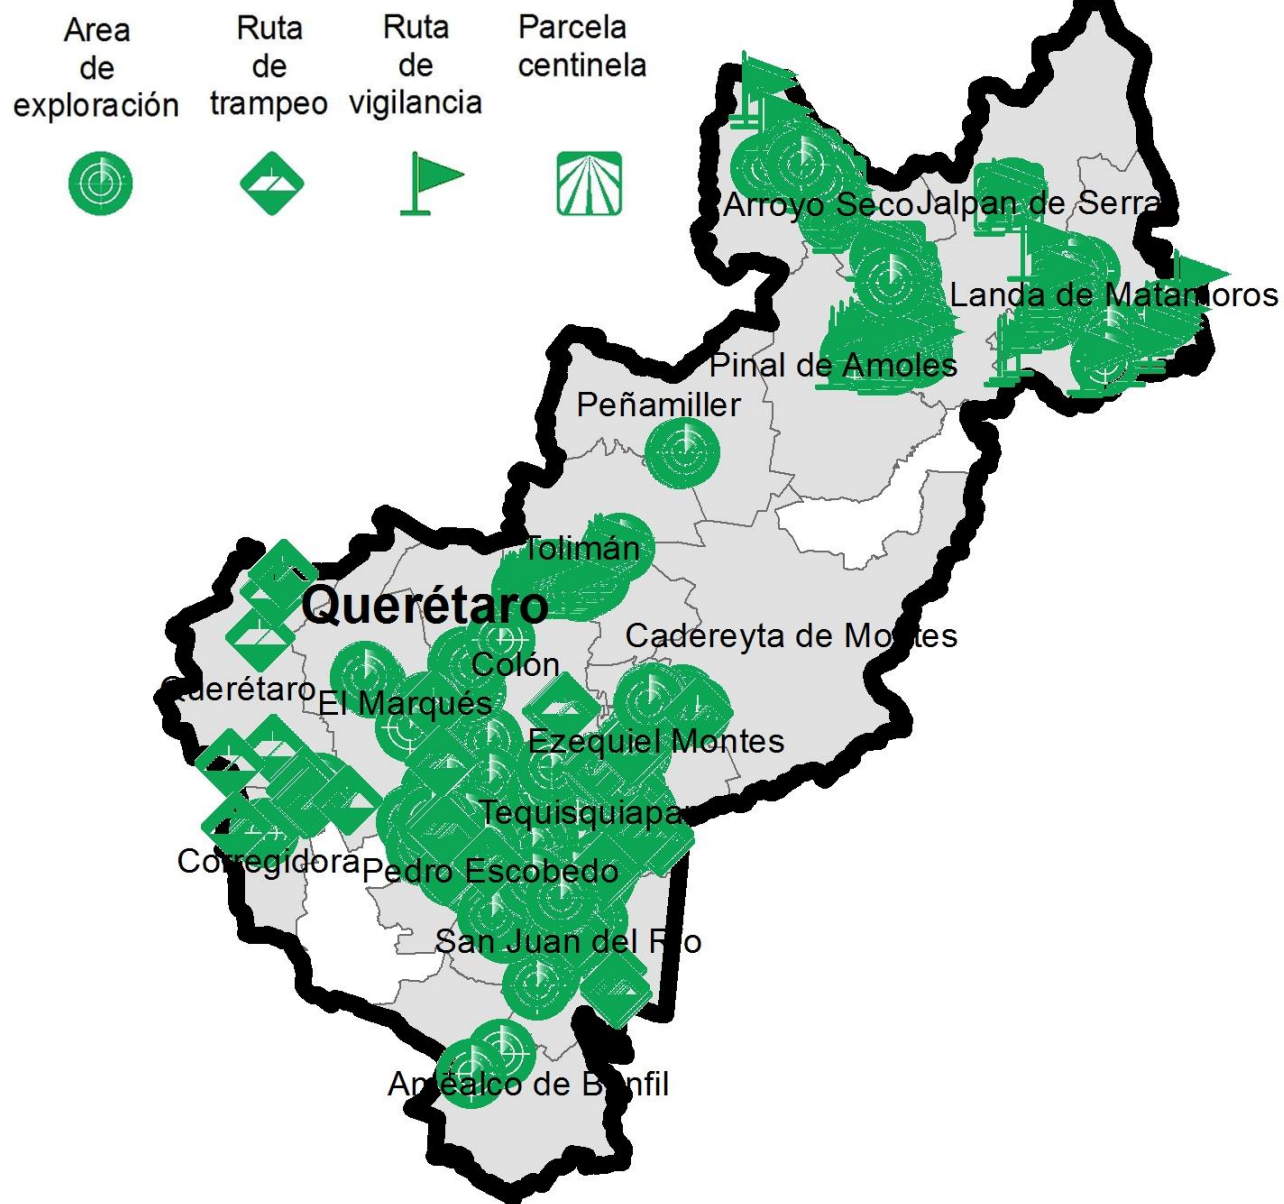 Area
de
exploración
Ruta
de
trampeo
Ruta
de
vigilancia
Parcela
centinela
Arroyo Seco
Jalpan de Serra
Landa de Matamoros
Pinal de Amoles
Peñamiller
Tolimán
Querétaro
Cadereyta de Montes
Colón
Querétaro
El Marqués
Ezequiel Montes
Tequisquiapan
Corregidora
Pedro Escobedo
San Juan del Río
Amealco de Bonfil